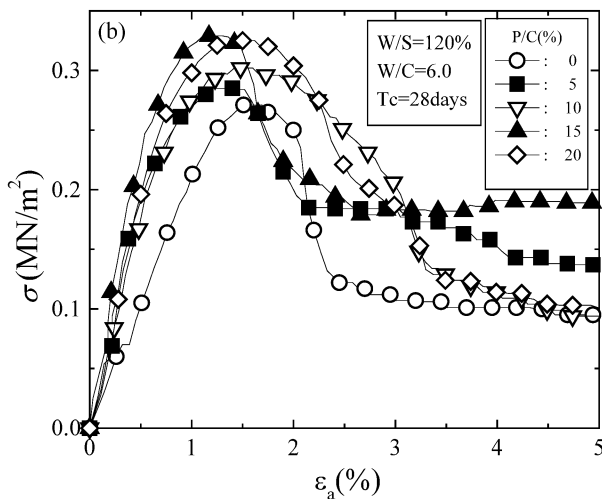 (b)
W/S=120%
W/C=6.0
Tc=28days
P/C(%)
: 0
: 5
: 10
: 15
: 20
0.3
0.2
0.1
0.0
σ(MN/m²)
0 1 2 3 4 5
εₐ(%)